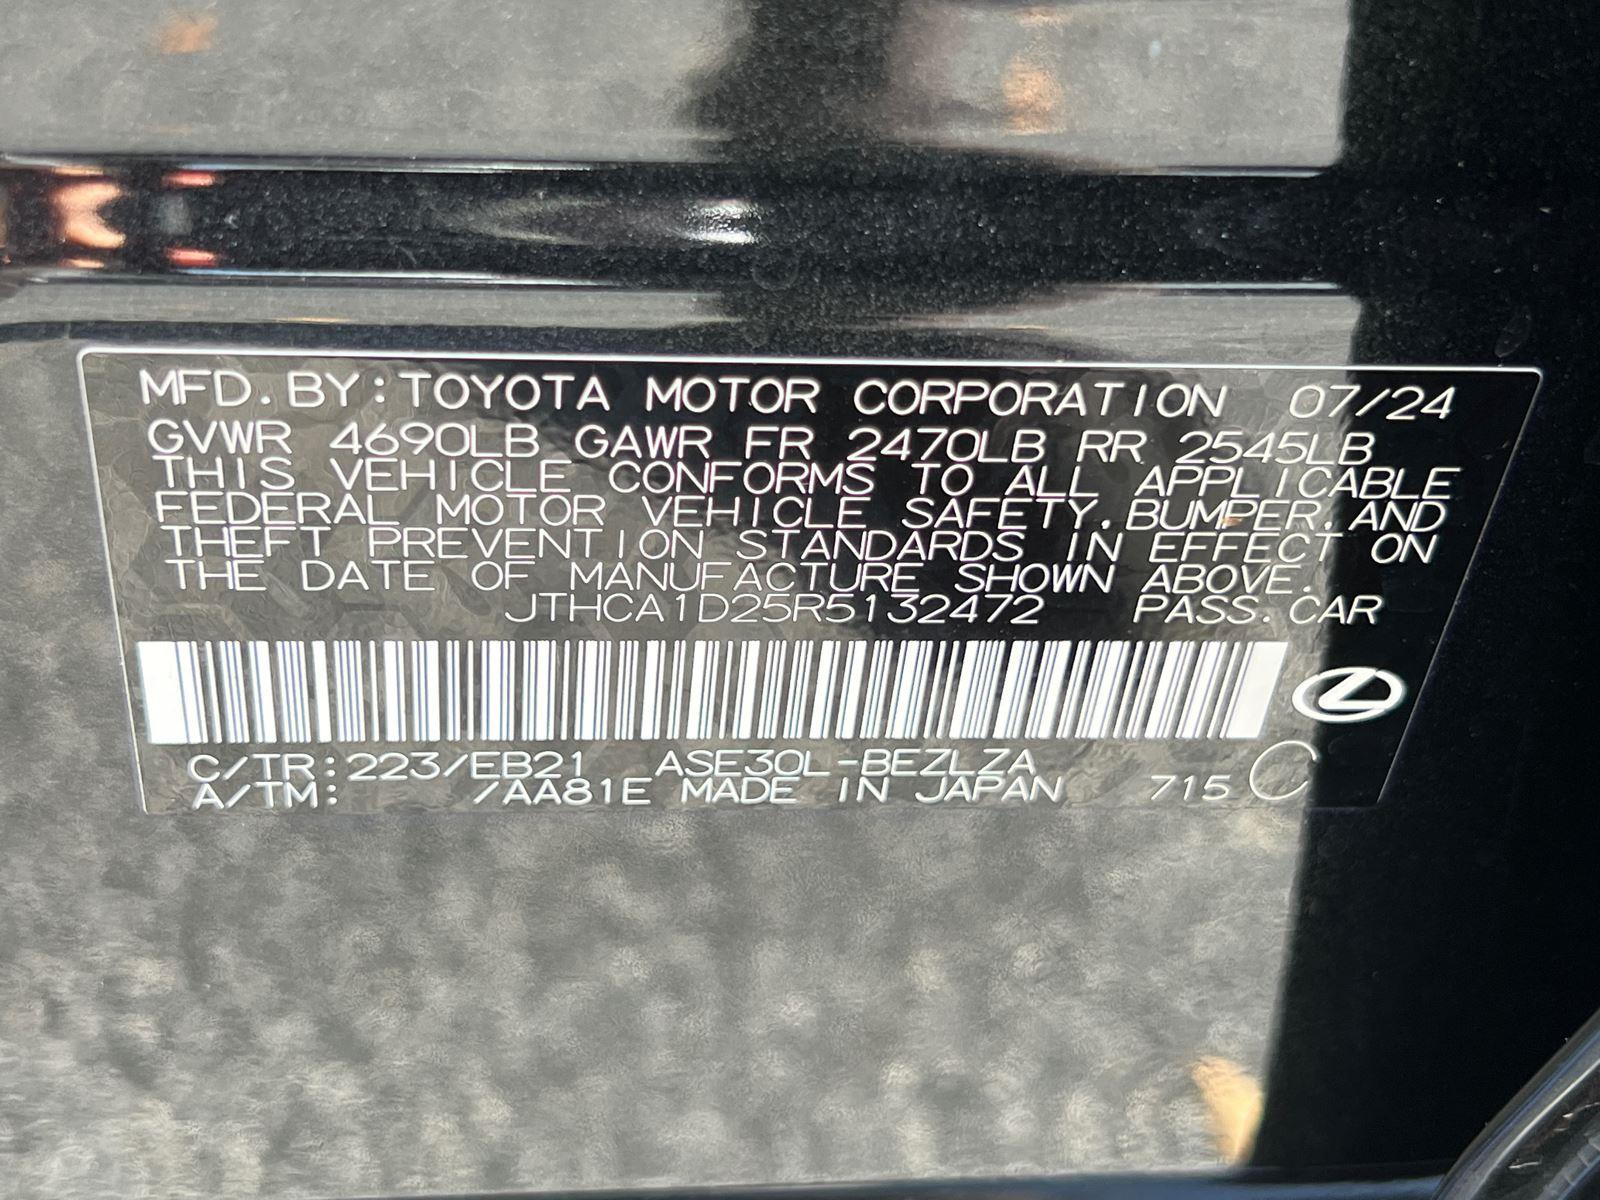 MFD. BY: TOYOTA MOTOR CORPORATION 07/24
GVWR 4690LB GAWR FR 2470LB RR 2545LB
THIS VEHICLE CONFORMS TO ALL APPLICABLE
FEDERAL MOTOR VEHICLE SAFETY, BUMPER, AND
THEFT PREVENTION STANDARDS IN EFFECT ON
THE DATE OF MANUFACTURE SHOWN ABOVE.
JTHCA1D25R5132472 PASS. CAR
C/TR: 223/EB21 ASE30L-BEZLZA
A/TM: /AA81E MADE IN JAPAN 715